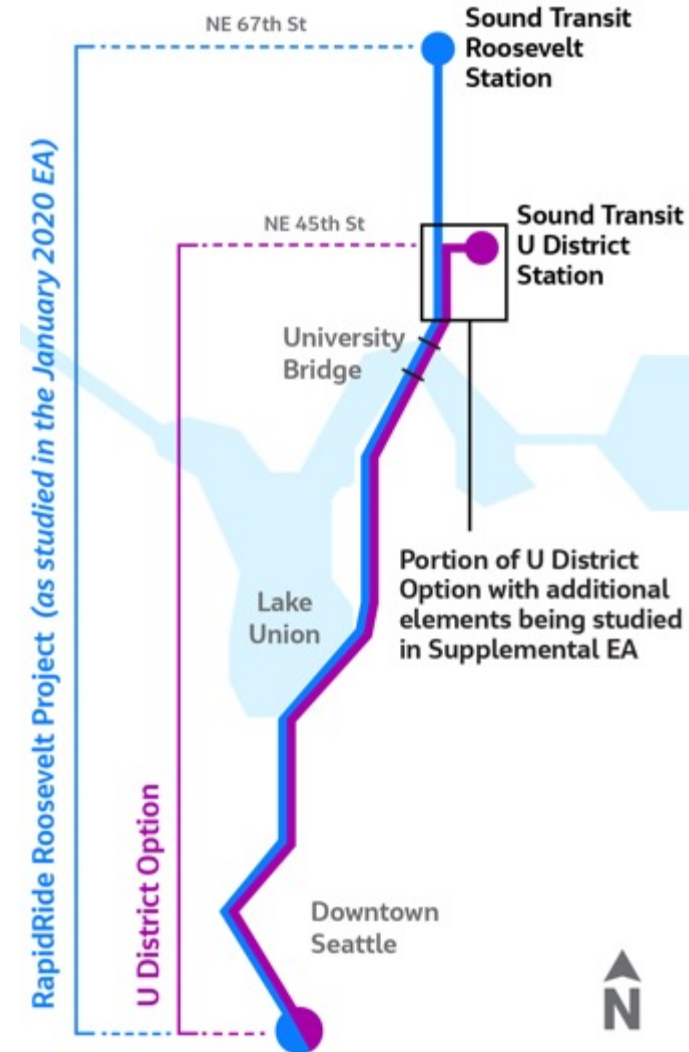 NE 67th St
Sound Transit
Roosevelt
Station
RapidRide Roosevelt Project (as studied in the January 2020 EA)
NE 45th St
Sound Transit
U District
Station
University
Bridge
Portion of U District
Option with additional
elements being studied
in Supplemental EA
Lake
Union
U District Option
Downtown
Seattle
N